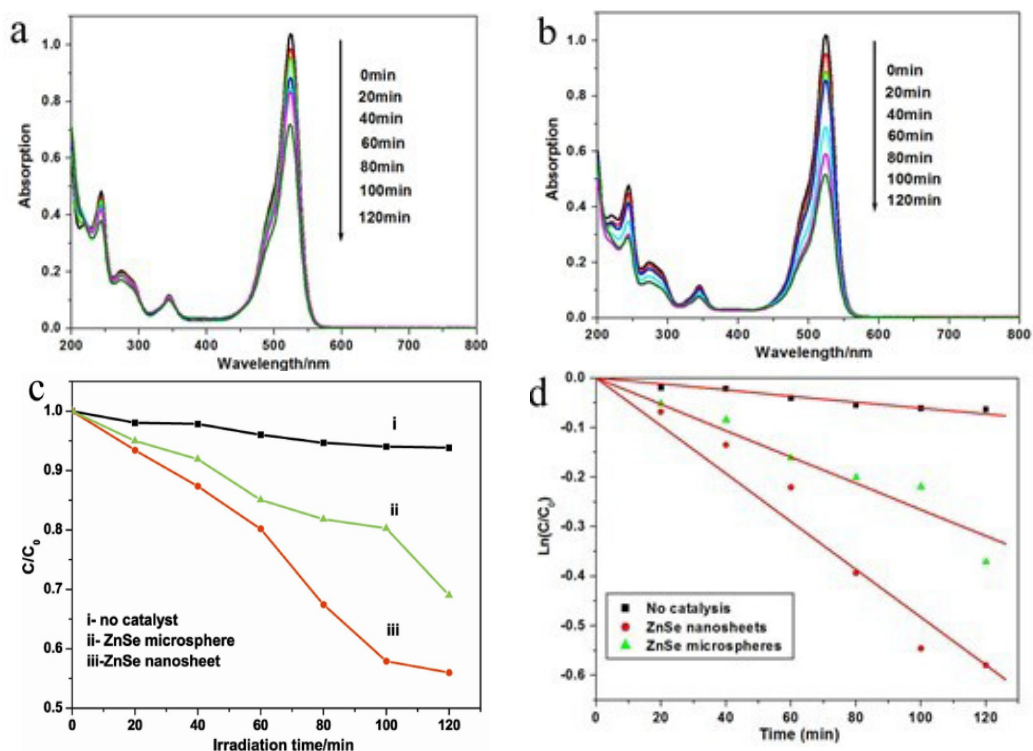 a
Absorption
1.0
0.8
0.6
0.4
0.2
0.0
0min
20min
40min
60min
80min
100min
120min
200 300 400 500 600 700 800
Wavelength/nm
b
Absorption
1.0
0.8
0.6
0.4
0.2
0.0
0min
20min
40min
60min
80min
100min
120min
200 300 400 500 600 700 800
Wavelength/nm
c
C/C0
1.0
0.9
0.8
0.7
0.6
0.5
i
ii
iii
i- no catalyst
ii- ZnSe microsphere
iii-ZnSe nanosheet
0 20 40 60 80 100 120
Irradiation time/min
d
Ln(C/C0)
0.0
-0.1
-0.2
-0.3
-0.4
-0.5
-0.6
No catalysis
ZnSe nanosheets
ZnSe microspheres
0 20 40 60 80 100 120
Time (min)